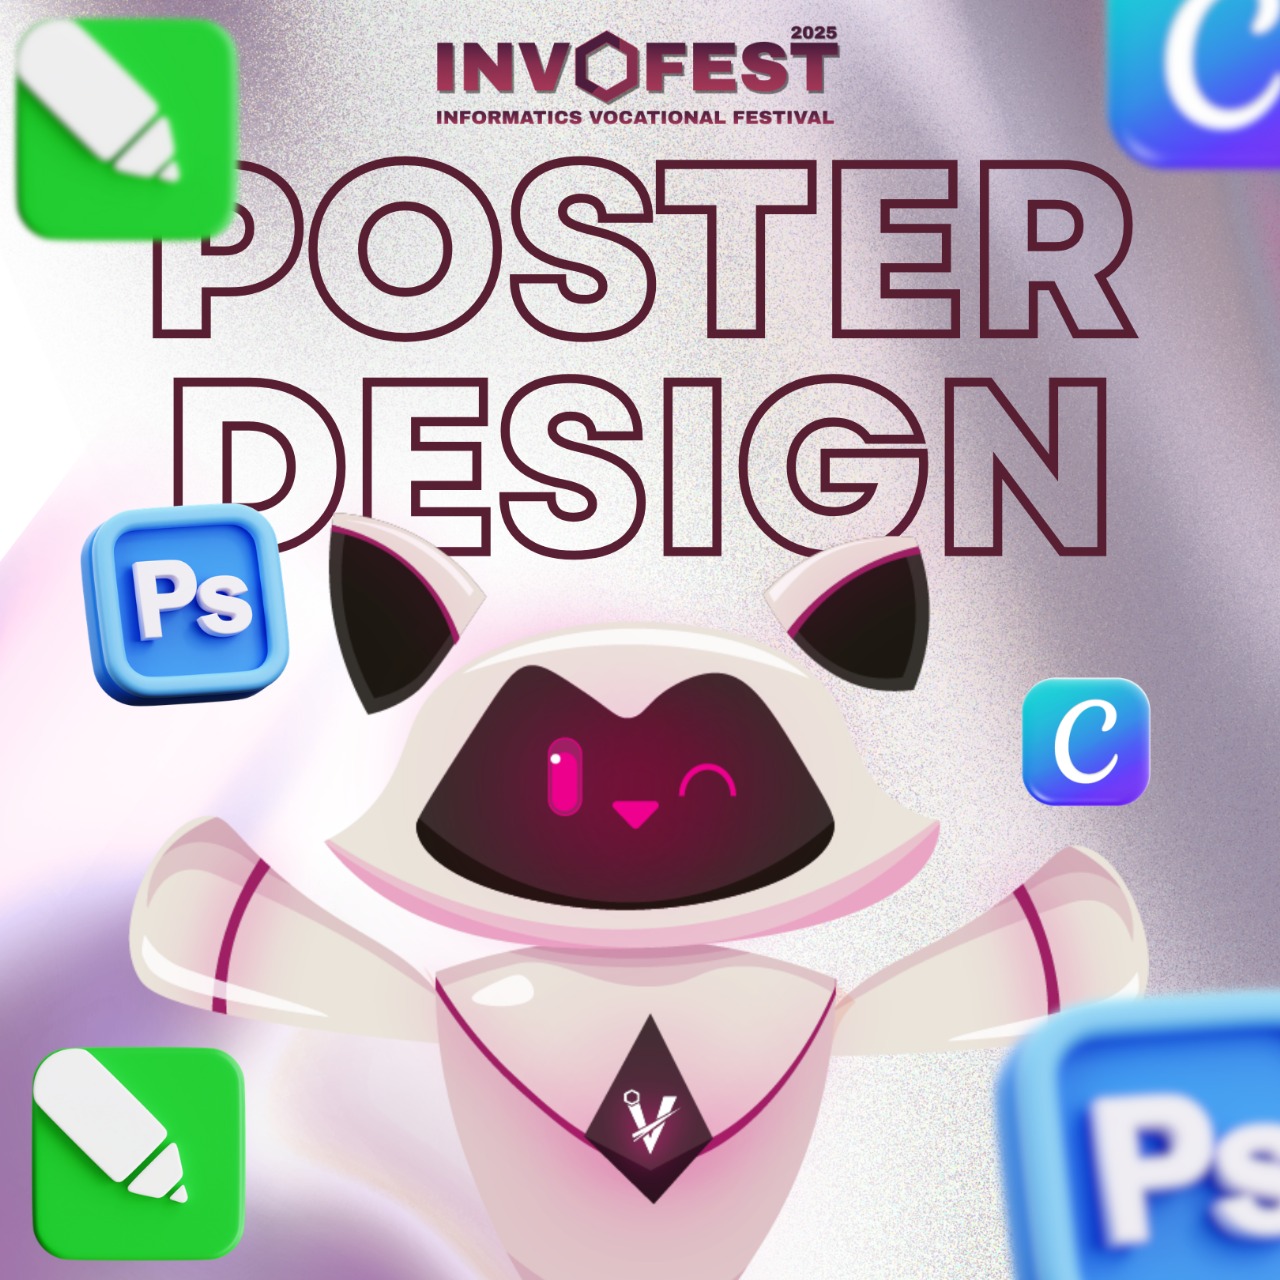 2025
INVOFEST
INFORMATICS VOCATIONAL FESTIVAL
C
POSTER
DESIGN
Ps
C
V
Ps